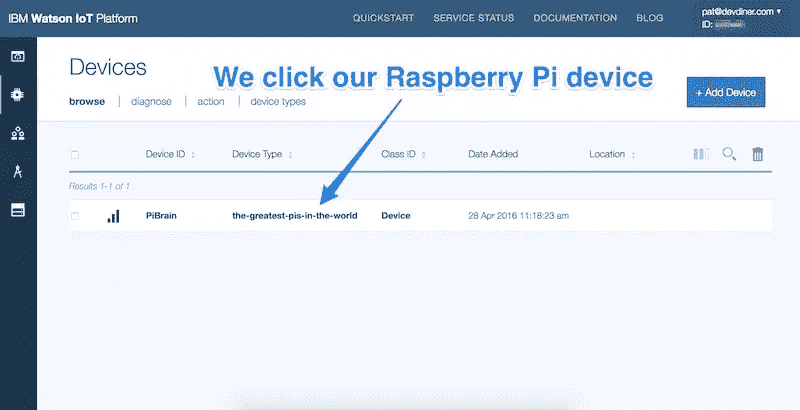 IBM Watson IoT Platform
QUICKSTART SERVICE STATUS DOCUMENTATION BLOG
pat@devdiner.com
ID:
Devices
We click our Raspberry Pi device
+ Add Device
browse diagnose action device types
Device ID Device Type Class ID Date Added Location
Results 1-1 of 1
PiBrain the-greatest-pis-in-the-world Device 28 Apr 2016 11:18:23 am